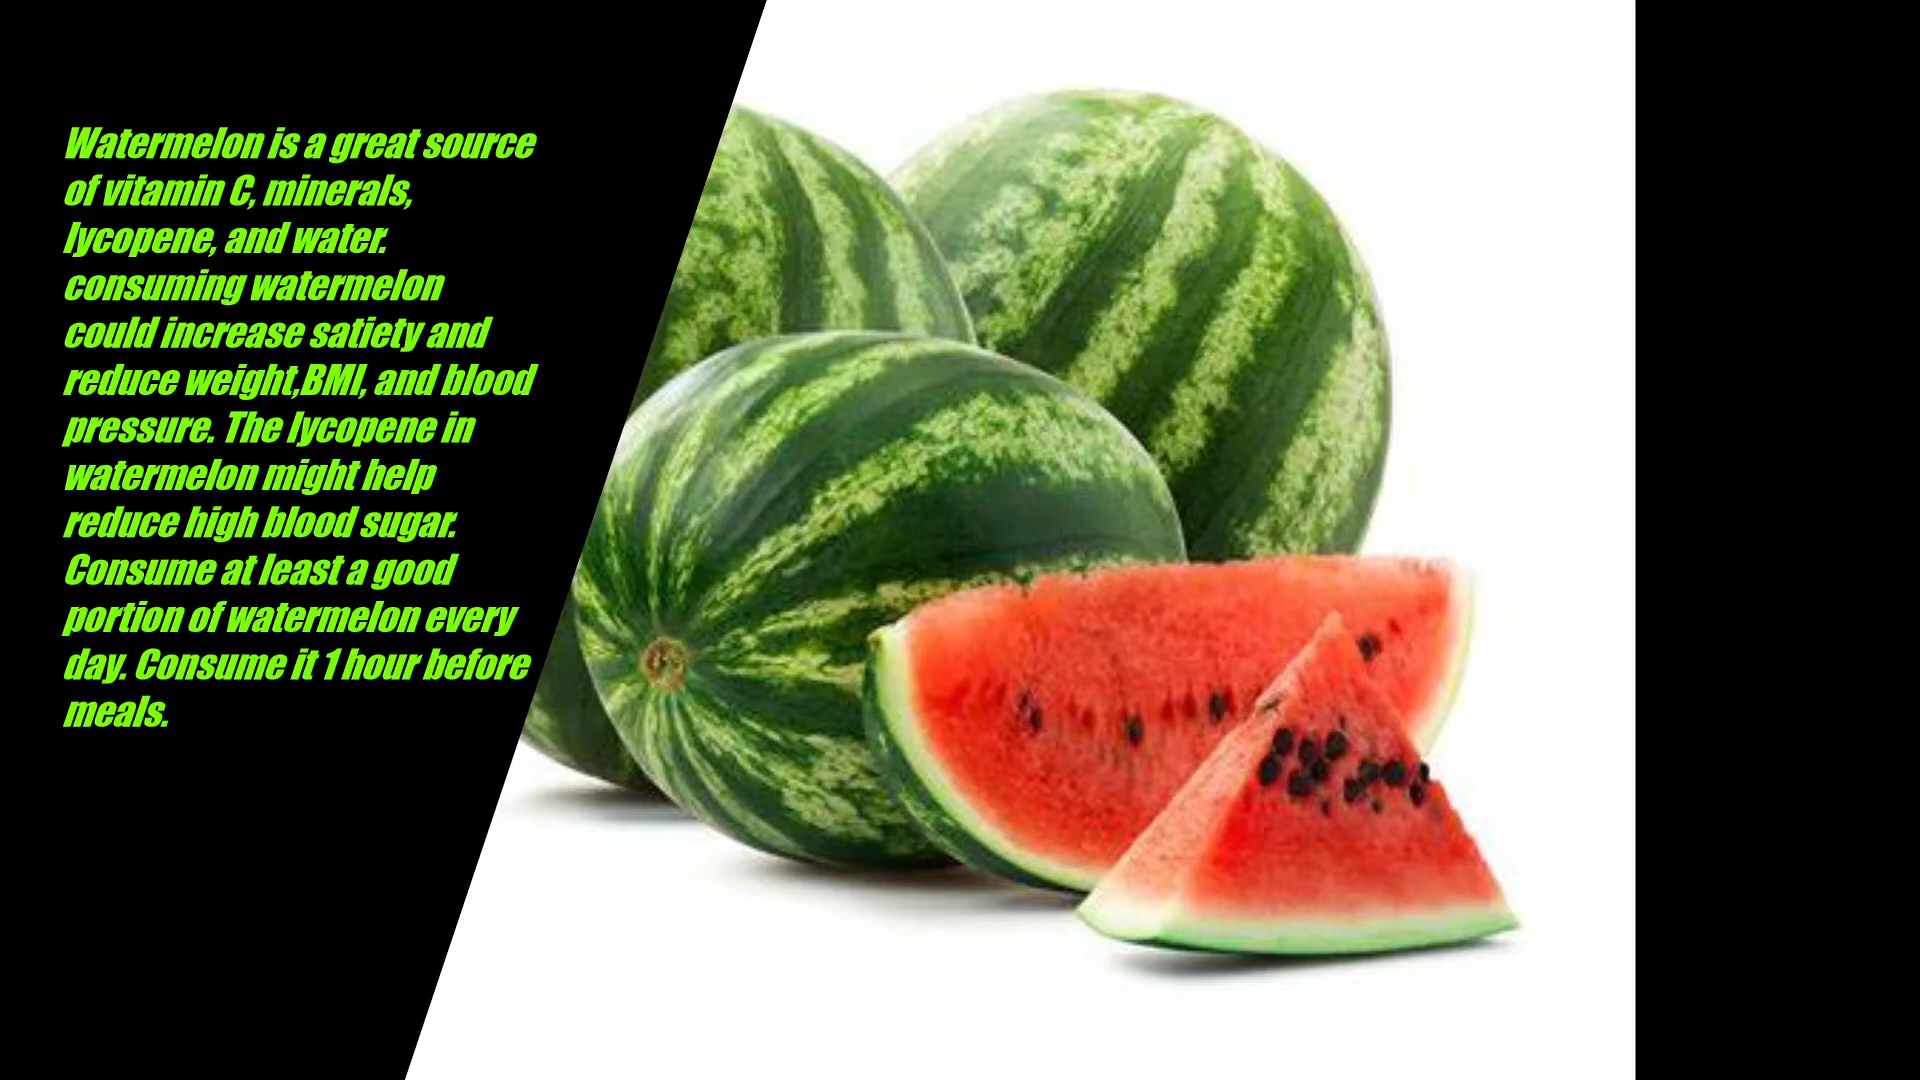 Watermelon is a great source
of vitamin C, minerals,
lycopene, and water.
consuming watermelon
could increase satiety and
reduce weight,BMI, and blood
pressure. The lycopene in
watermelon might help
reduce high blood sugar.
Consume at least a good
portion of watermelon every
day. Consume it 1 hour before
meals.